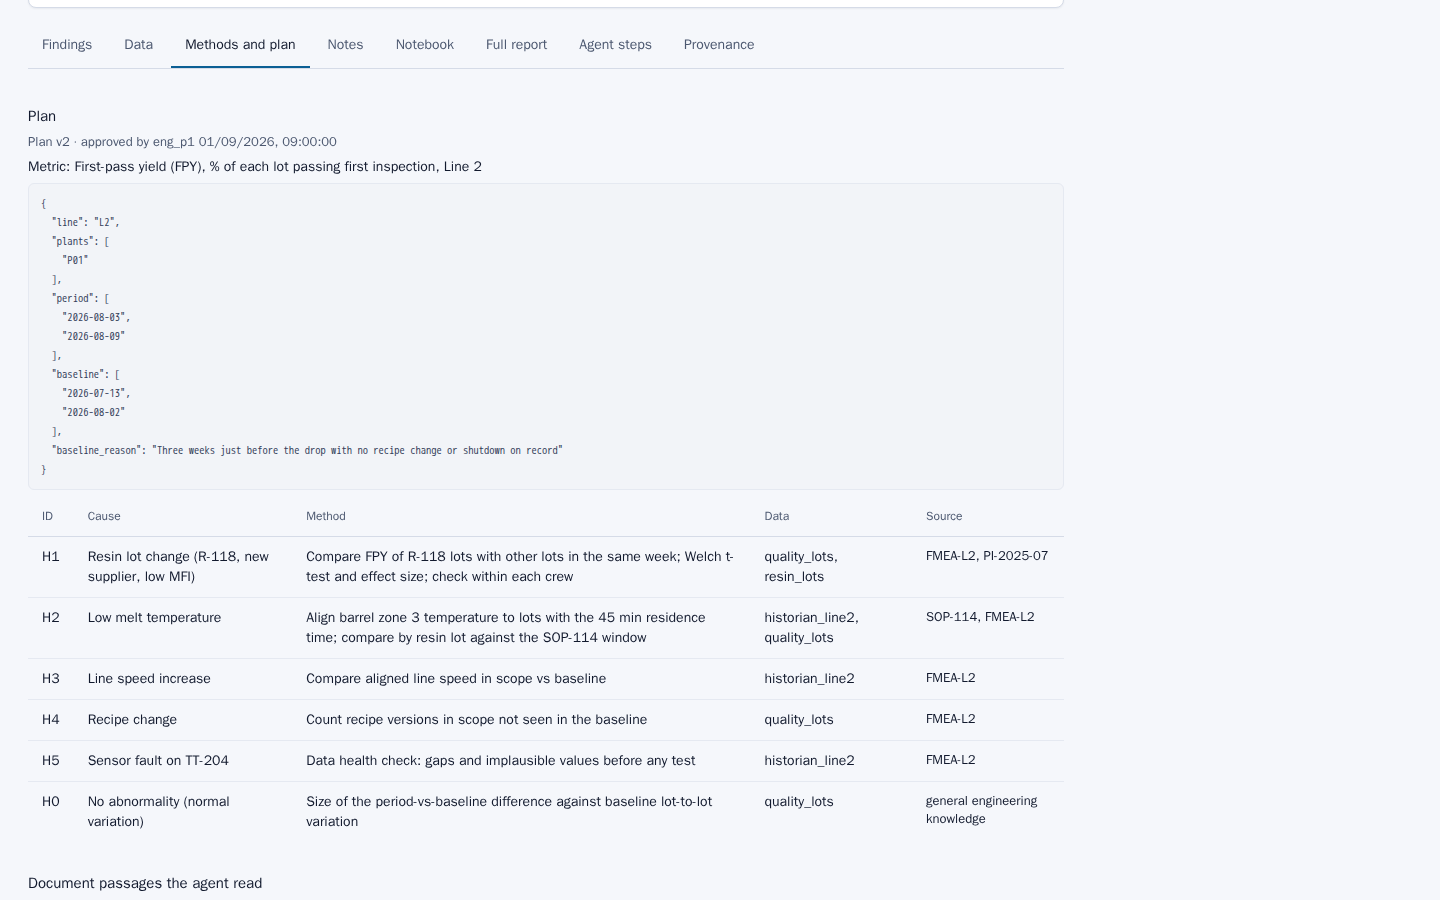 Findings Data Methods and plan Notes Notebook Full report Agent steps Provenance
Plan
Plan v2 · approved by eng_p1 01/09/2026, 09:00:00
Metric: First-pass yield (FPY), % of each lot passing first inspection, Line 2
{
"line": "L2",
"plants": [
"P01"
],
"period": [
"2026-08-03",
"2026-08-09"
],
"baseline": [
"2026-07-13",
"2026-08-02"
],
"baseline_reason": "Three weeks just before the drop with no recipe change or shutdown on record"
}
ID Cause Method Data Source
H1 Resin lot change (R-118, new supplier, low MFI) Compare FPY of R-118 lots with other lots in the same week; Welch t-test and effect size; check within each crew quality_lots, resin_lots FMEA-L2, PI-2025-07
H2 Low melt temperature Align barrel zone 3 temperature to lots with the 45 min residence time; compare by resin lot against the SOP-114 window historian_line2, quality_lots SOP-114, FMEA-L2
H3 Line speed increase Compare aligned line speed in scope vs baseline historian_line2 FMEA-L2
H4 Recipe change Count recipe versions in scope not seen in the baseline quality_lots FMEA-L2
H5 Sensor fault on TT-204 Data health check: gaps and implausible values before any test historian_line2 FMEA-L2
H0 No abnormality (normal variation) Size of the period-vs-baseline difference against baseline lot-to-lot variation quality_lots general engineering knowledge
Document passages the agent read